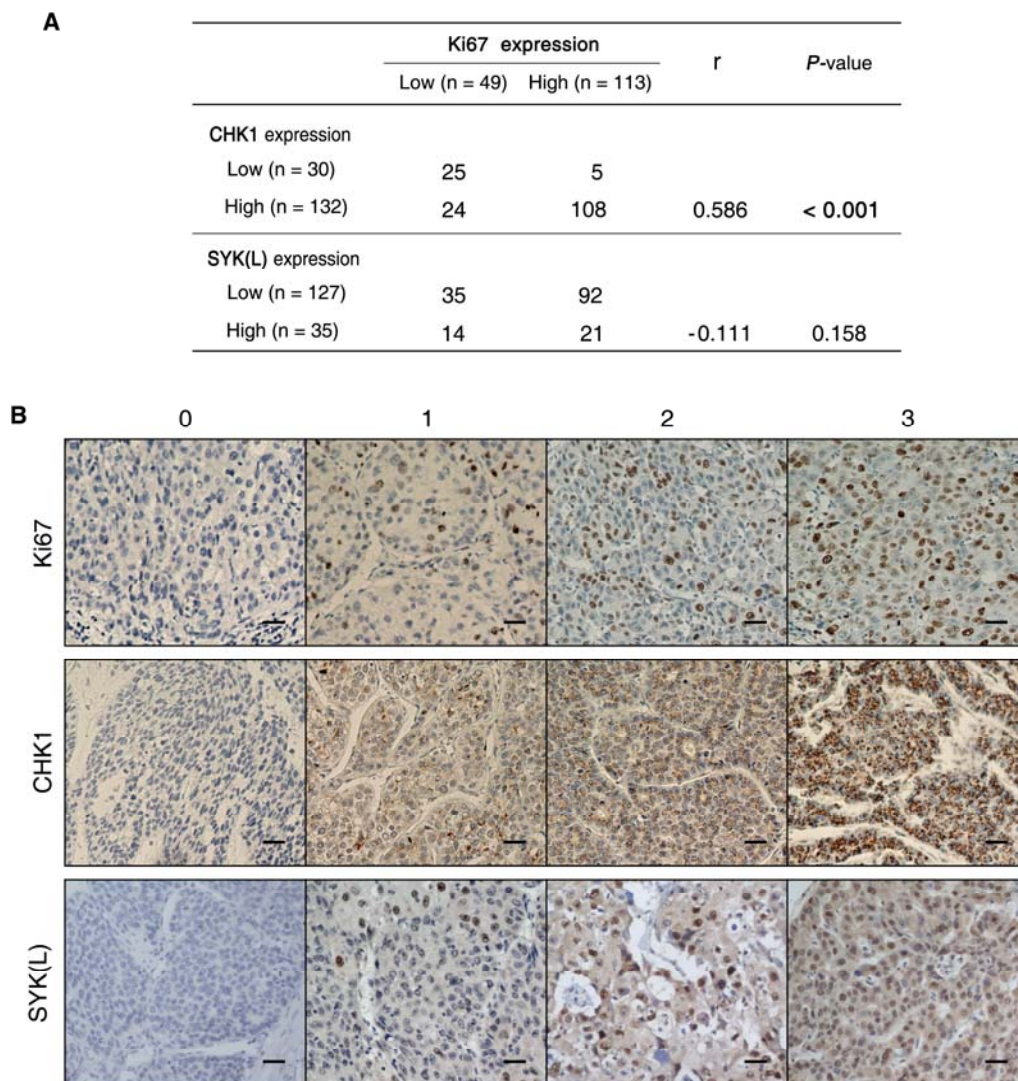 A
Ki67 expression
r
P-value
Low (n = 49) High (n = 113)
CHK1 expression
Low (n = 30) 25 5
High (n = 132) 24 108 0.586 < 0.001
SYK(L) expression
Low (n = 127) 35 92
High (n = 35) 14 21 -0.111 0.158
B
0 1 2 3
Ki67
CHK1
SYK(L)